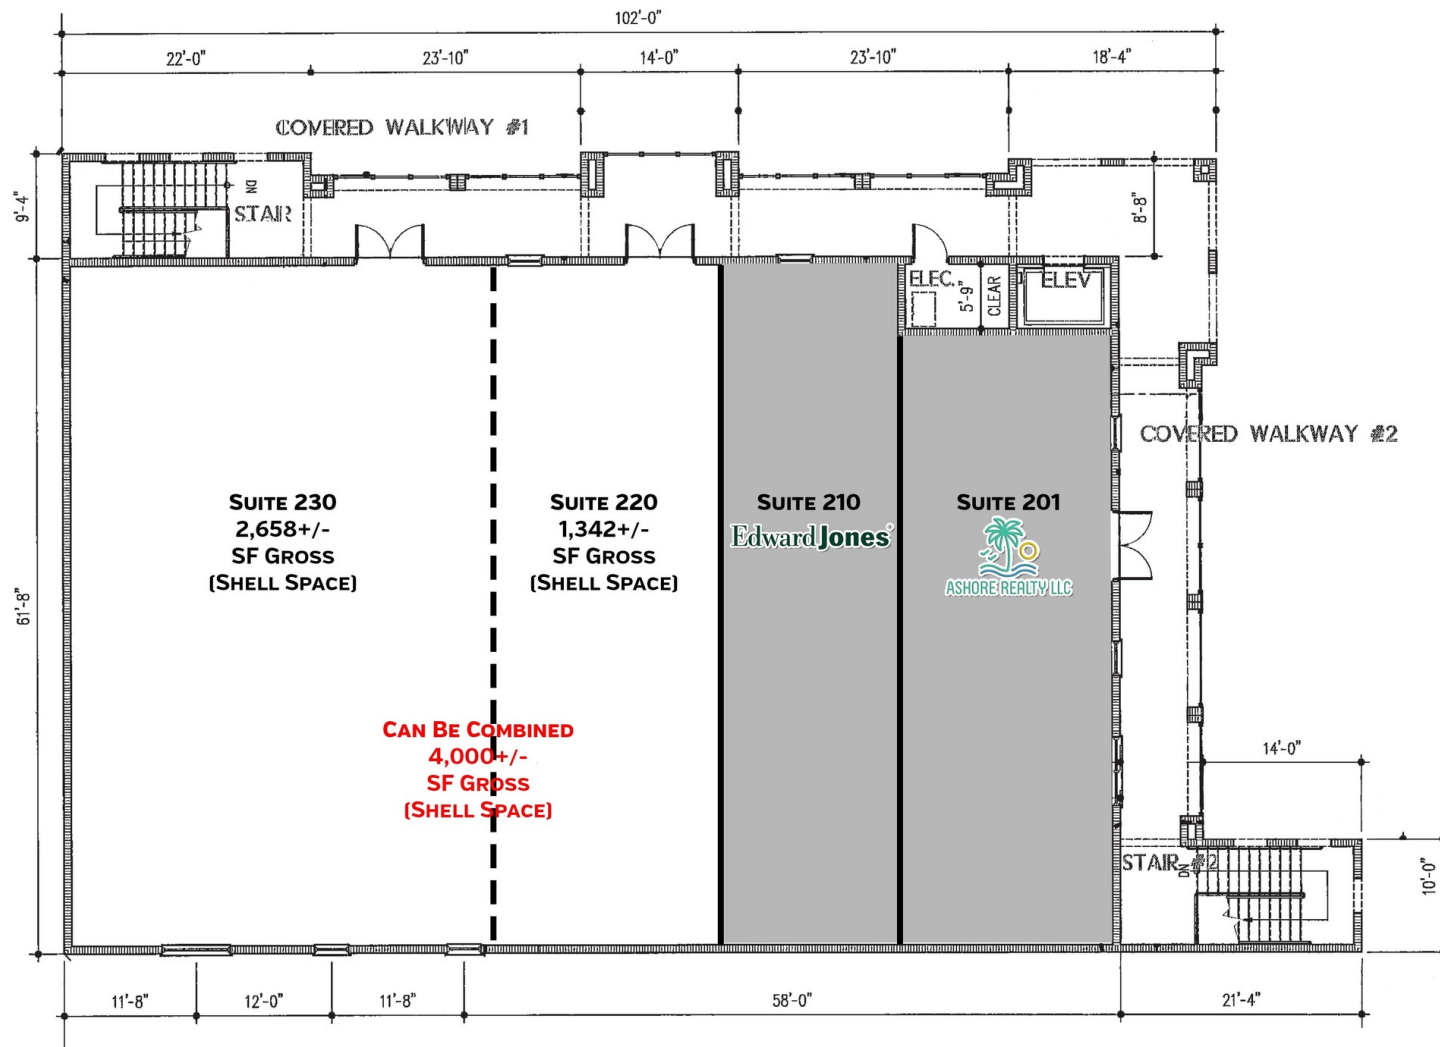 102'-0"
22'-0"
23'-10"
14'-0"
23'-10"
18'-4"
COVERED WALKWAY #1
9'-4"
DN
STAIR
8'-8"
ELEC.
5'-9"
CLEAR
ELEV
COVERED WALKWAY #2
SUITE 230
2,658+/-
SF GROSS
(SHELL SPACE)
SUITE 220
1,342+/-
SF GROSS
(SHELL SPACE)
SUITE 210
Edward Jones®
SUITE 201
ASHORE REALTY LLC
61'-8"
CAN BE COMBINED
4,000+/-
SF GROSS
(SHELL SPACE)
14'-0"
STAIR #2
DN
10'-0"
11'-8"
12'-0"
11'-8"
58'-0"
21'-4"